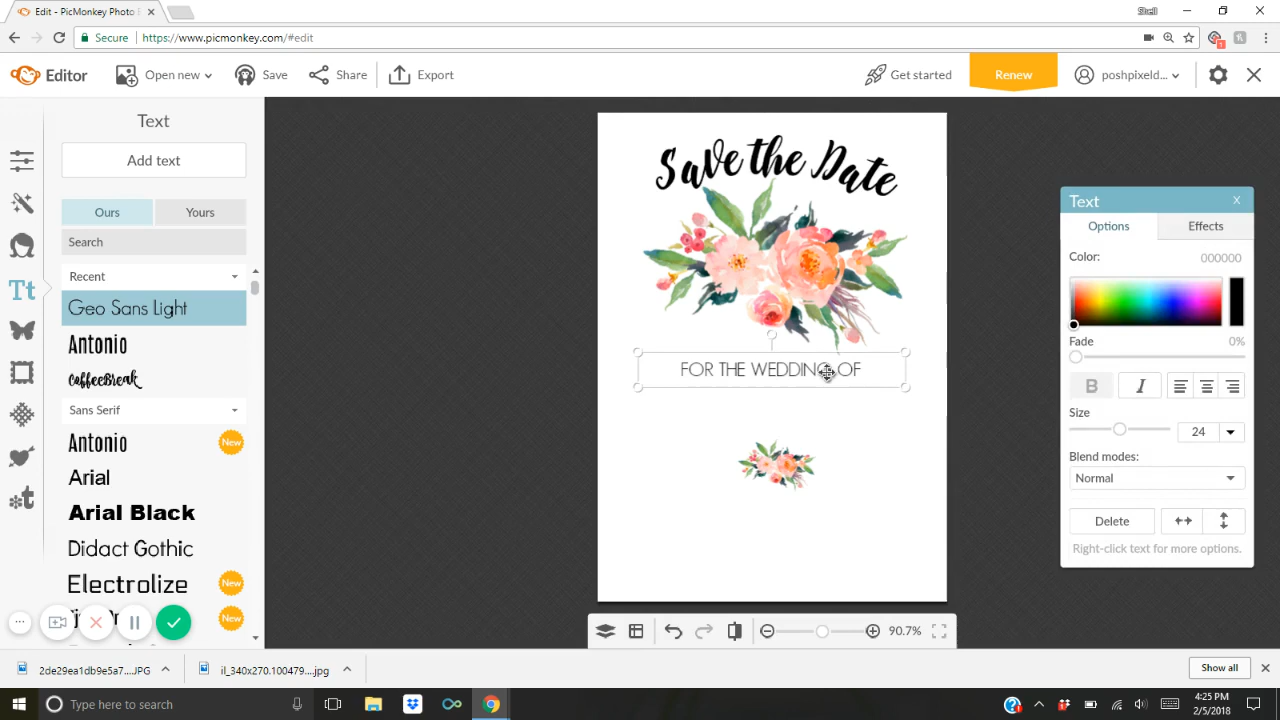 Edit - PicMonkey Photo E
Shell
Secure
https://www.picmonkey.com/#edit
1
Editor
Open new
Save
Share
Export
Get started
Renew
poshpixeld...
Text
Add text
Ours
Yours
Search
Recent
Geo Sans Light
Antonio
CoffeeBreak
Sans Serif
Antonio
New
Arial
Arial Black
Didact Gothic
Electrolize
New
New
Save the Date
FOR THE WEDDING OF
Text
X
Options
Effects
Color:
000000
Fade
0%
B
I
Size
24
Blend modes:
Normal
Delete
Right-click text for more options.
90.7%
2de29ea1db9e5a7....JPG
il_340x270.100479....jpg
Show all
Type here to search
4:25 PM
2/5/2018